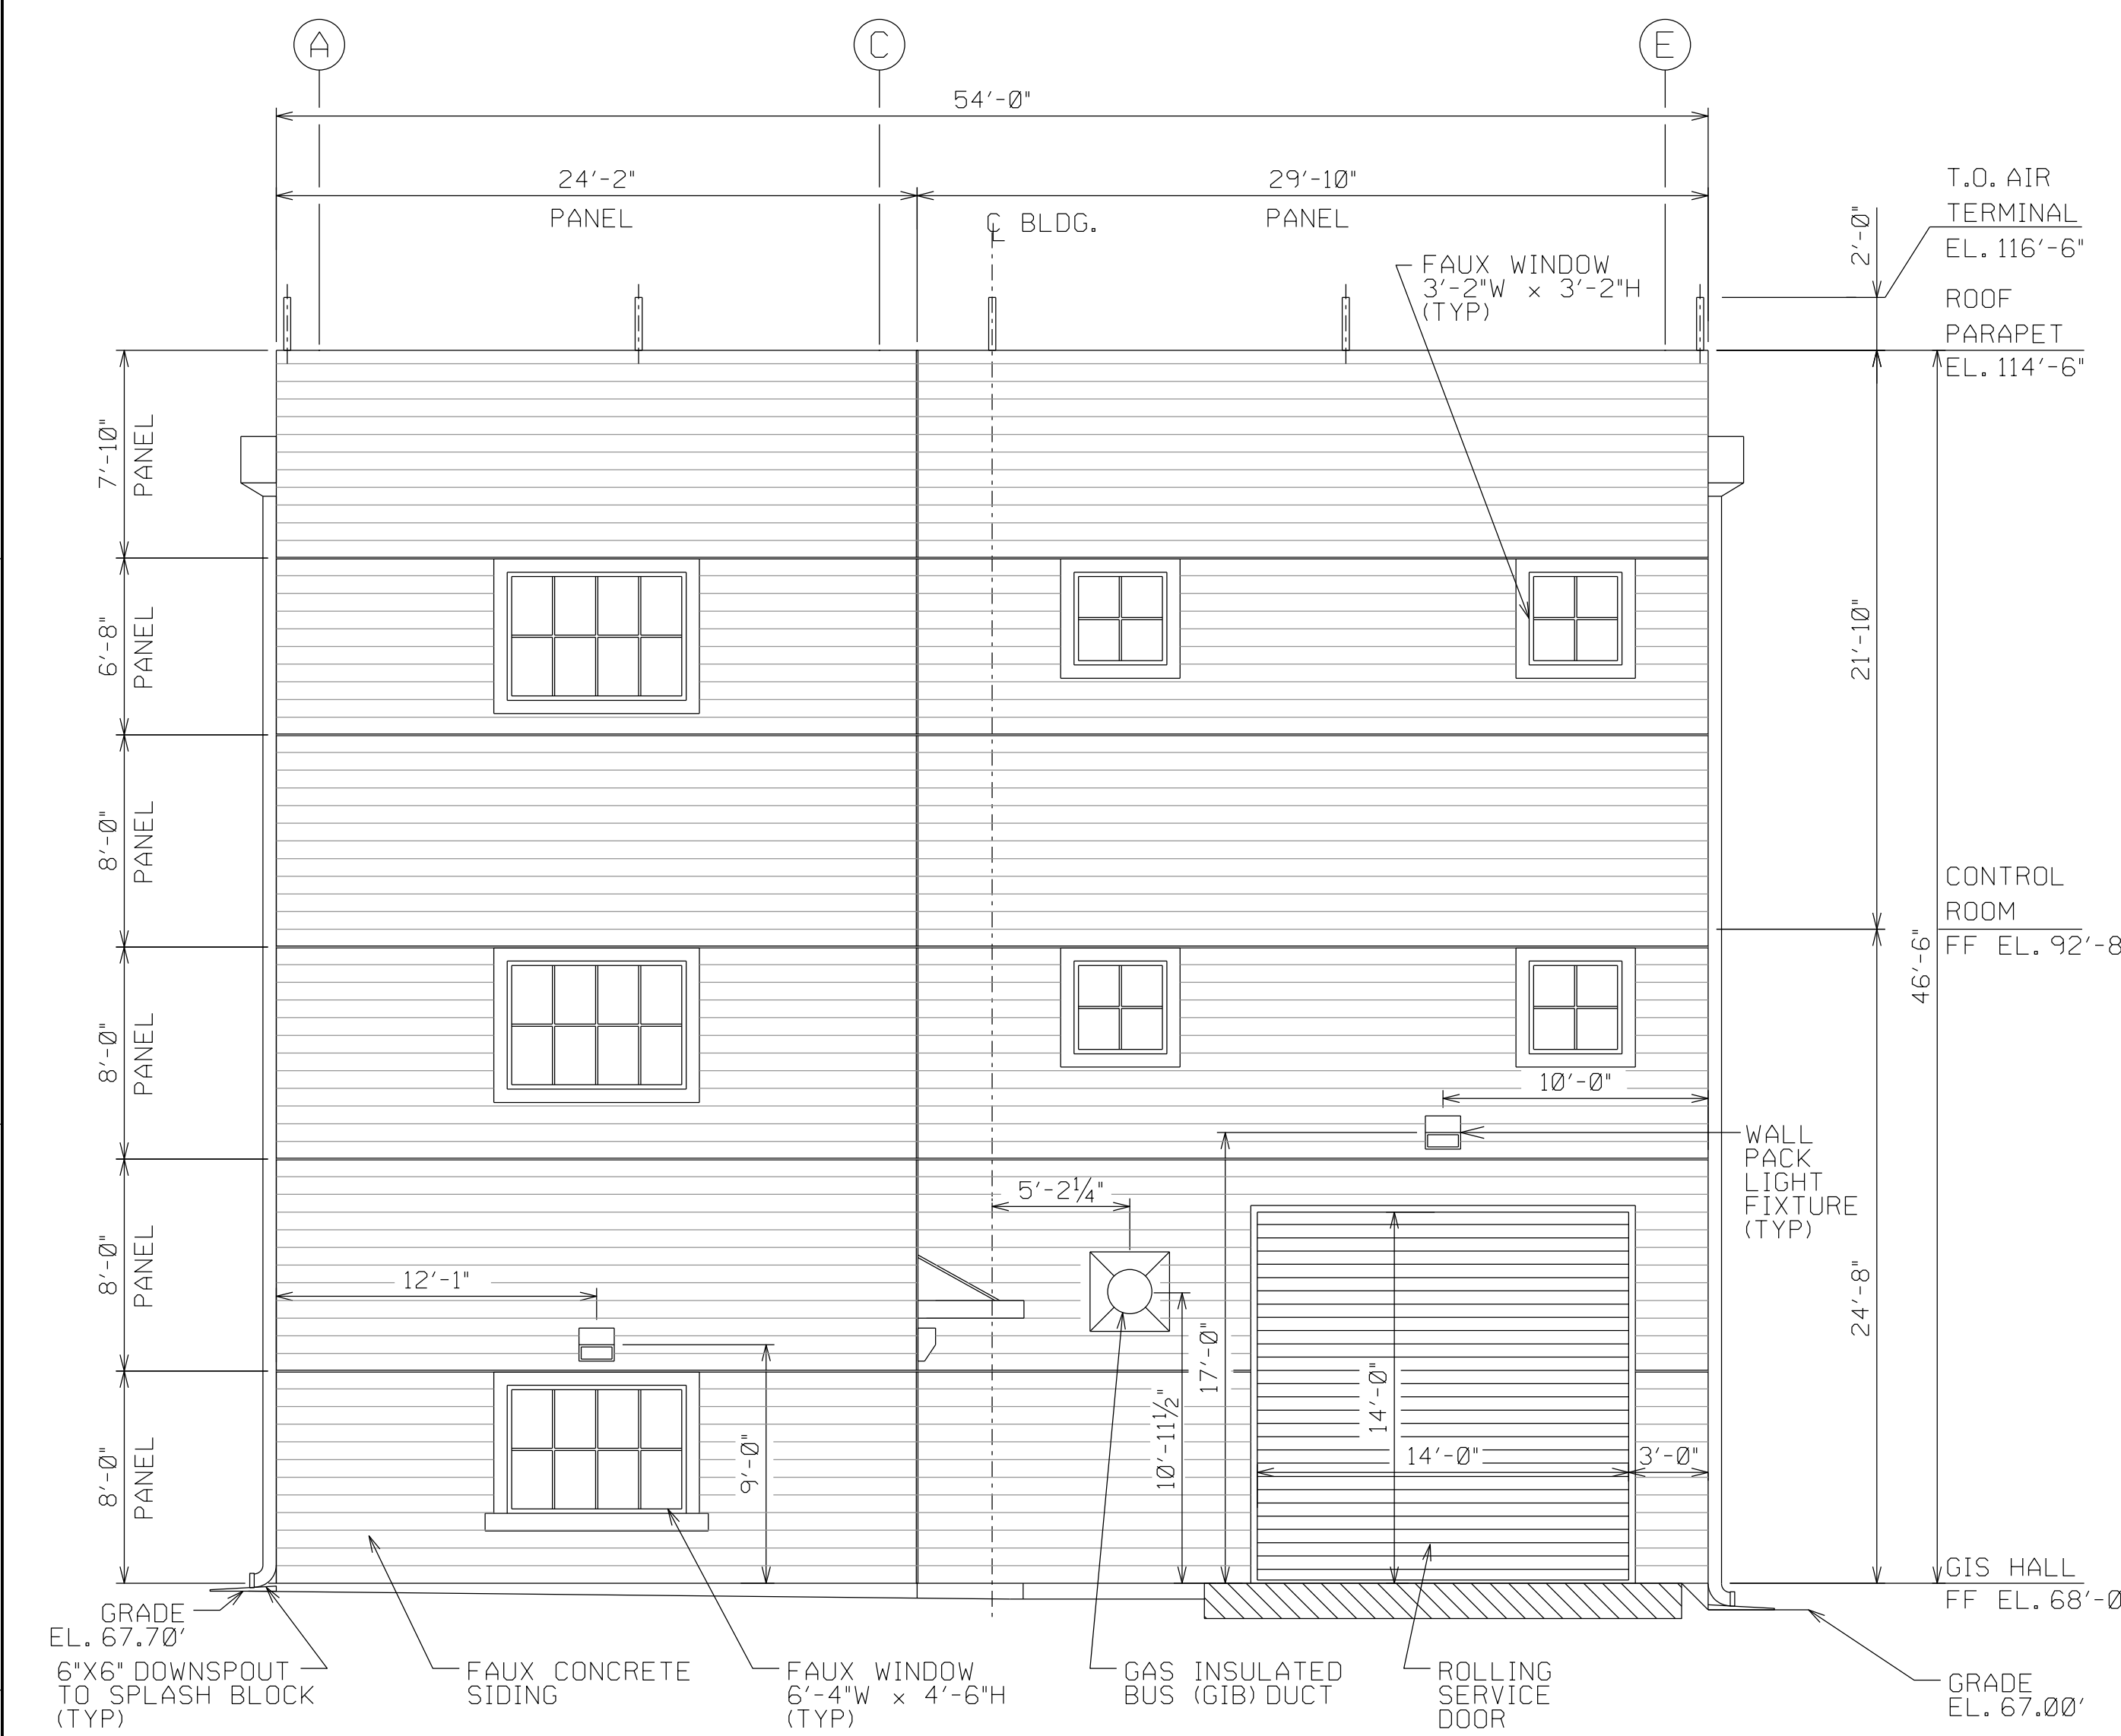 A
C
E
54'-0"
24'-2"
PANEL
29'-10"
PANEL
C̲L BLDG.
FAUX WINDOW
3'-2"W x 3'-2"H
(TYP)
T.O. AIR
TERMINAL
EL. 116'-6"
2'-0"
ROOF
PARAPET
EL. 114'-6"
7'-10"
PANEL
6'-8"
PANEL
8'-0"
PANEL
8'-0"
PANEL
8'-0"
PANEL
8'-0"
PANEL
21'-10"
CONTROL
ROOM
FF EL. 92'-8
46'-6"
24'-8"
10'-0"
WALL
PACK
LIGHT
FIXTURE
(TYP)
5'-2 1/4"
12'-1"
9'-0"
10'-11 1/2"
17'-0"
14'-0"
14'-0"
3'-0"
GIS HALL
FF EL. 68'-0
GRADE
EL. 67.70'
6"X6" DOWNSPOUT
TO SPLASH BLOCK
(TYP)
FAUX CONCRETE
SIDING
FAUX WINDOW
6'-4"W x 4'-6"H
(TYP)
GAS INSULATED
BUS (GIB) DUCT
ROLLING
SERVICE
DOOR
GRADE
EL. 67.00'